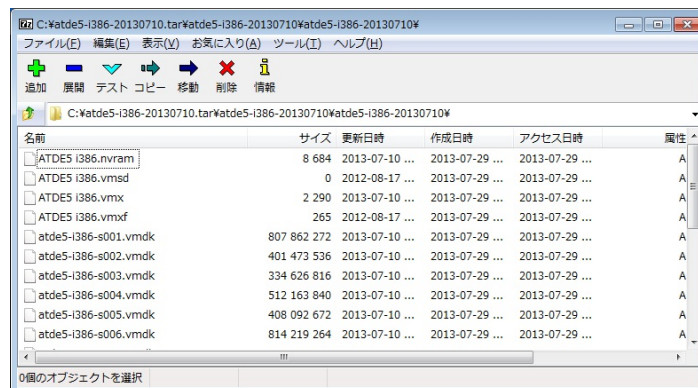 C:¥atde5-i386-20130710.tar¥atde5-i386-20130710¥atde5-i386-20130710¥
ファイル(F) 編集(E) 表示(V) お気に入り(A) ツール(T) ヘルプ(H)
追加 展開 テスト コピー 移動 削除 情報
C:¥atde5-i386-20130710.tar¥atde5-i386-20130710¥atde5-i386-20130710¥
名前 サイズ 更新日時 作成日時 アクセス日時 属性
ATDE5 i386.nvram 8 684 2013-07-10 ... 2013-07-29 ... 2013-07-29 ... A
ATDE5 i386.vmsd 0 2012-08-17 ... 2013-07-29 ... 2013-07-29 ... A
ATDE5 i386.vmx 2 290 2013-07-10 ... 2013-07-29 ... 2013-07-29 ... A
ATDE5 i386.vmxf 265 2012-08-17 ... 2013-07-29 ... 2013-07-29 ... A
atde5-i386-s001.vmdk 807 862 272 2013-07-10 ... 2013-07-29 ... 2013-07-29 ... A
atde5-i386-s002.vmdk 401 473 536 2013-07-10 ... 2013-07-29 ... 2013-07-29 ... A
atde5-i386-s003.vmdk 334 626 816 2013-07-10 ... 2013-07-29 ... 2013-07-29 ... A
atde5-i386-s004.vmdk 512 163 840 2013-07-10 ... 2013-07-29 ... 2013-07-29 ... A
atde5-i386-s005.vmdk 408 092 672 2013-07-10 ... 2013-07-29 ... 2013-07-29 ... A
atde5-i386-s006.vmdk 814 219 264 2013-07-10 ... 2013-07-29 ... 2013-07-29 ... A
0個のオブジェクトを選択